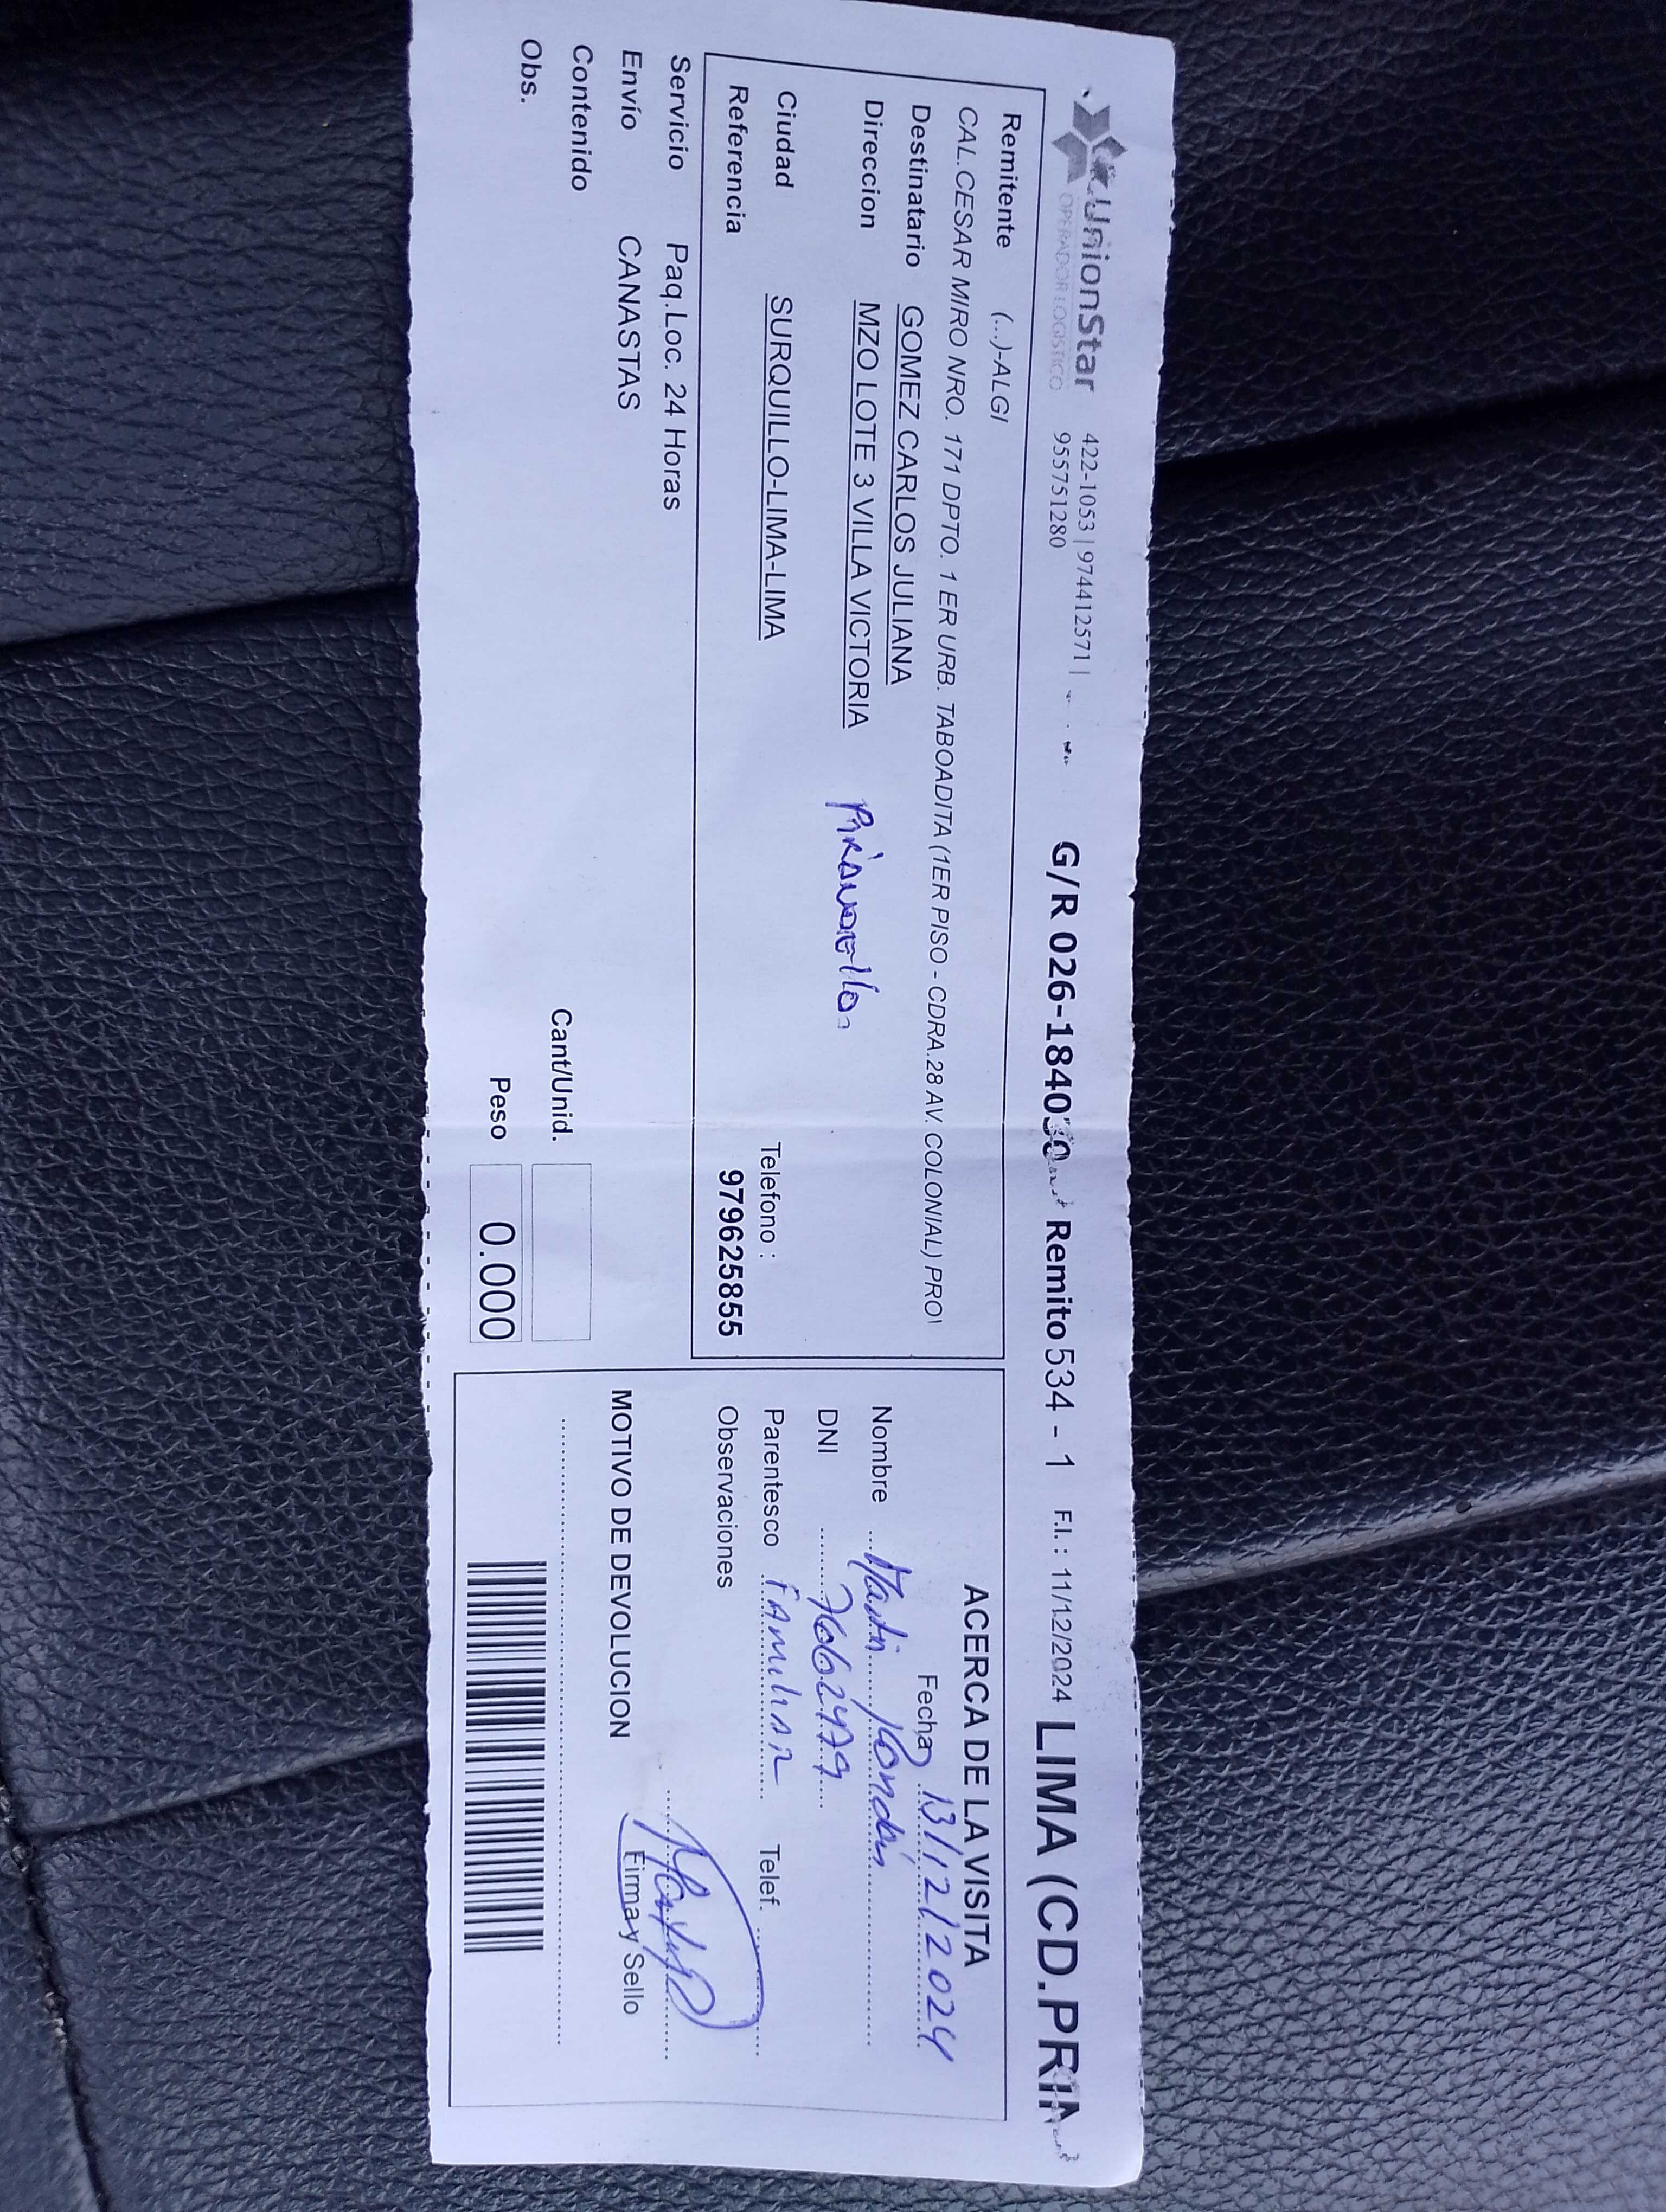 UnionStar
OPERADOR LOGISTICO
422-1053 | 974412571 |
955751280
G/R 026-184030 Remito 534 - 1 F.I. : 11/12/2024 LIMA (CD.PRIN
Remitente (...)-ALGI
CAL.CESAR MIRO NRO. 171 DPTO. 1 ER URB. TABOADITA (1ER PISO - CDRA.28 AV. COLONIAL) PROV
Destinatario GOMEZ CARLOS JULIANA
Direccion MZO LOTE 3 VILLA VICTORIA
Ciudad SURQUILLO-LIMA-LIMA
Telefono :
Referencia 979625855
Servicio Paq.Loc. 24 Horas
Envío CANASTAS
Contenido
Cant/Unid.
Obs.
Peso 0.000
ACERCA DE LA VISITA
Fecha 13/12/2024
Nombre Martin Rondón
DNI
Parentesco FAMILIAR Telef.
Observaciones
Firma y Sello
MOTIVO DE DEVOLUCION